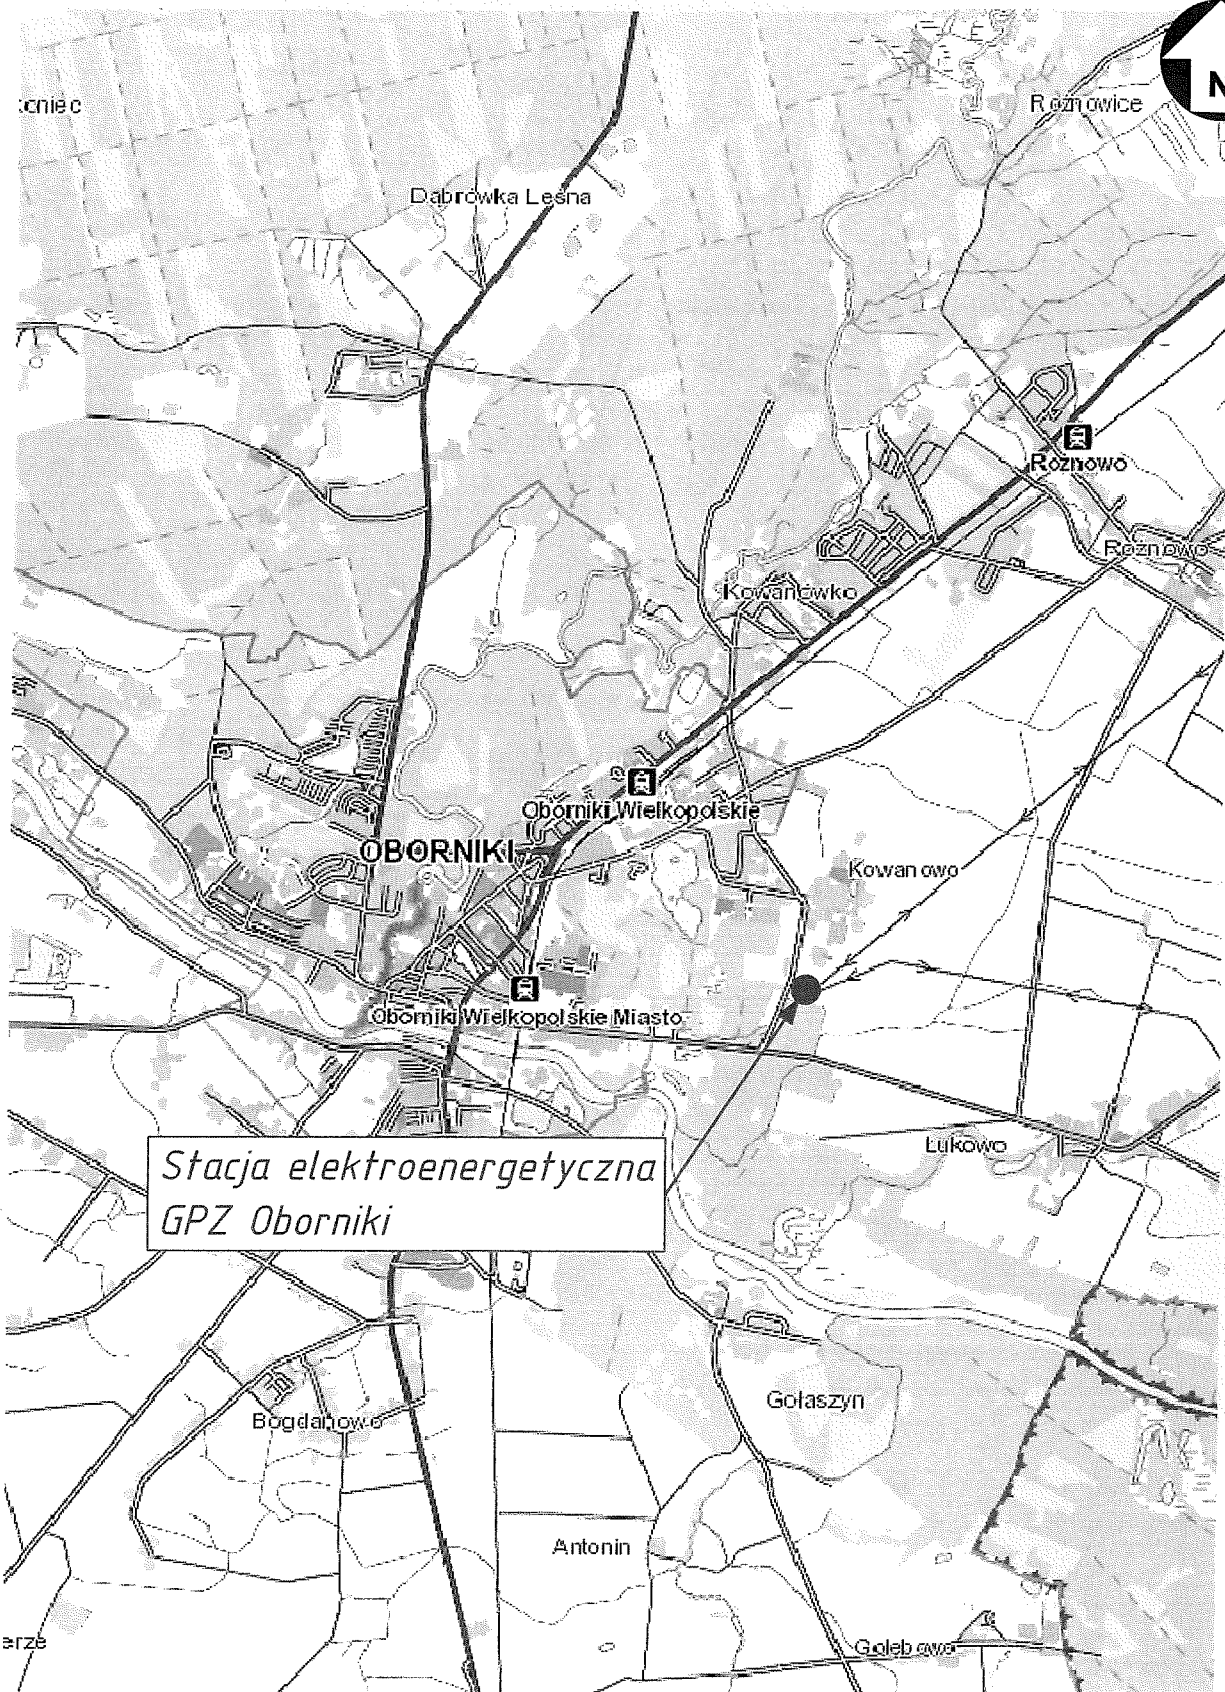 N
Rożnowice
Dąbrówka Leśna
Rożnowo
Rożnowo
Kowanówko
Oborniki Wielkopolskie
OBORNIKI
Kowanowo
Oborniki Wielkopolskie Miasto
Łukowo
Stacja elektroenergetyczna
GPZ Oborniki
Gołaszyn
Bogdanowo
Antonin
Gołębowo